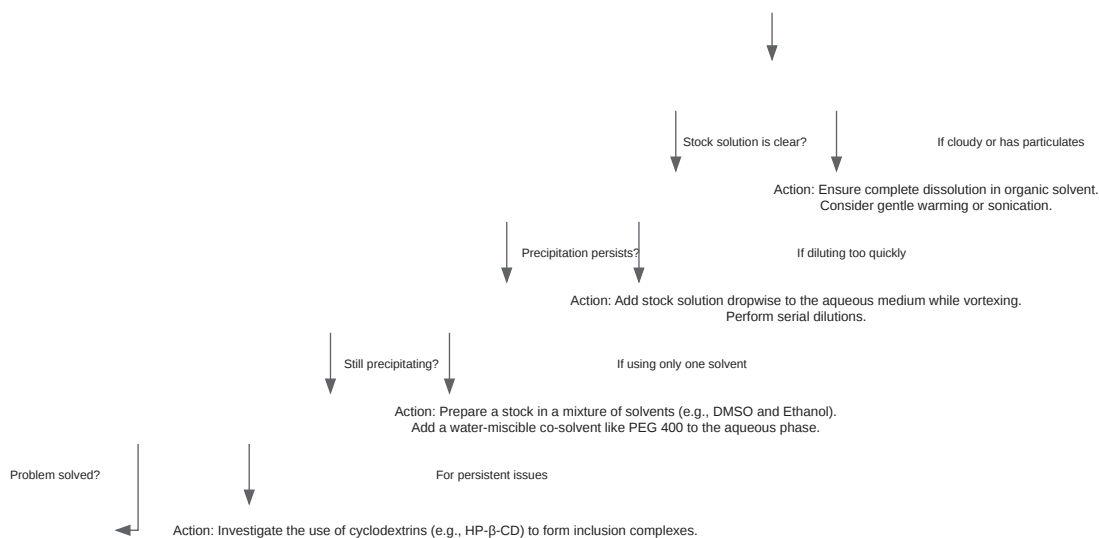 Stock solution is clear?
If cloudy or has particulates
Action: Ensure complete dissolution in organic solvent.
Consider gentle warming or sonication.
Precipitation persists?
If diluting too quickly
Action: Add stock solution dropwise to the aqueous medium while vortexing.
Perform serial dilutions.
Still precipitating?
If using only one solvent
Action: Prepare a stock in a mixture of solvents (e.g., DMSO and Ethanol).
Add a water-miscible co-solvent like PEG 400 to the aqueous phase.
Problem solved?
For persistent issues
Action: Investigate the use of cyclodextrins (e.g., HP-β-CD) to form inclusion complexes.